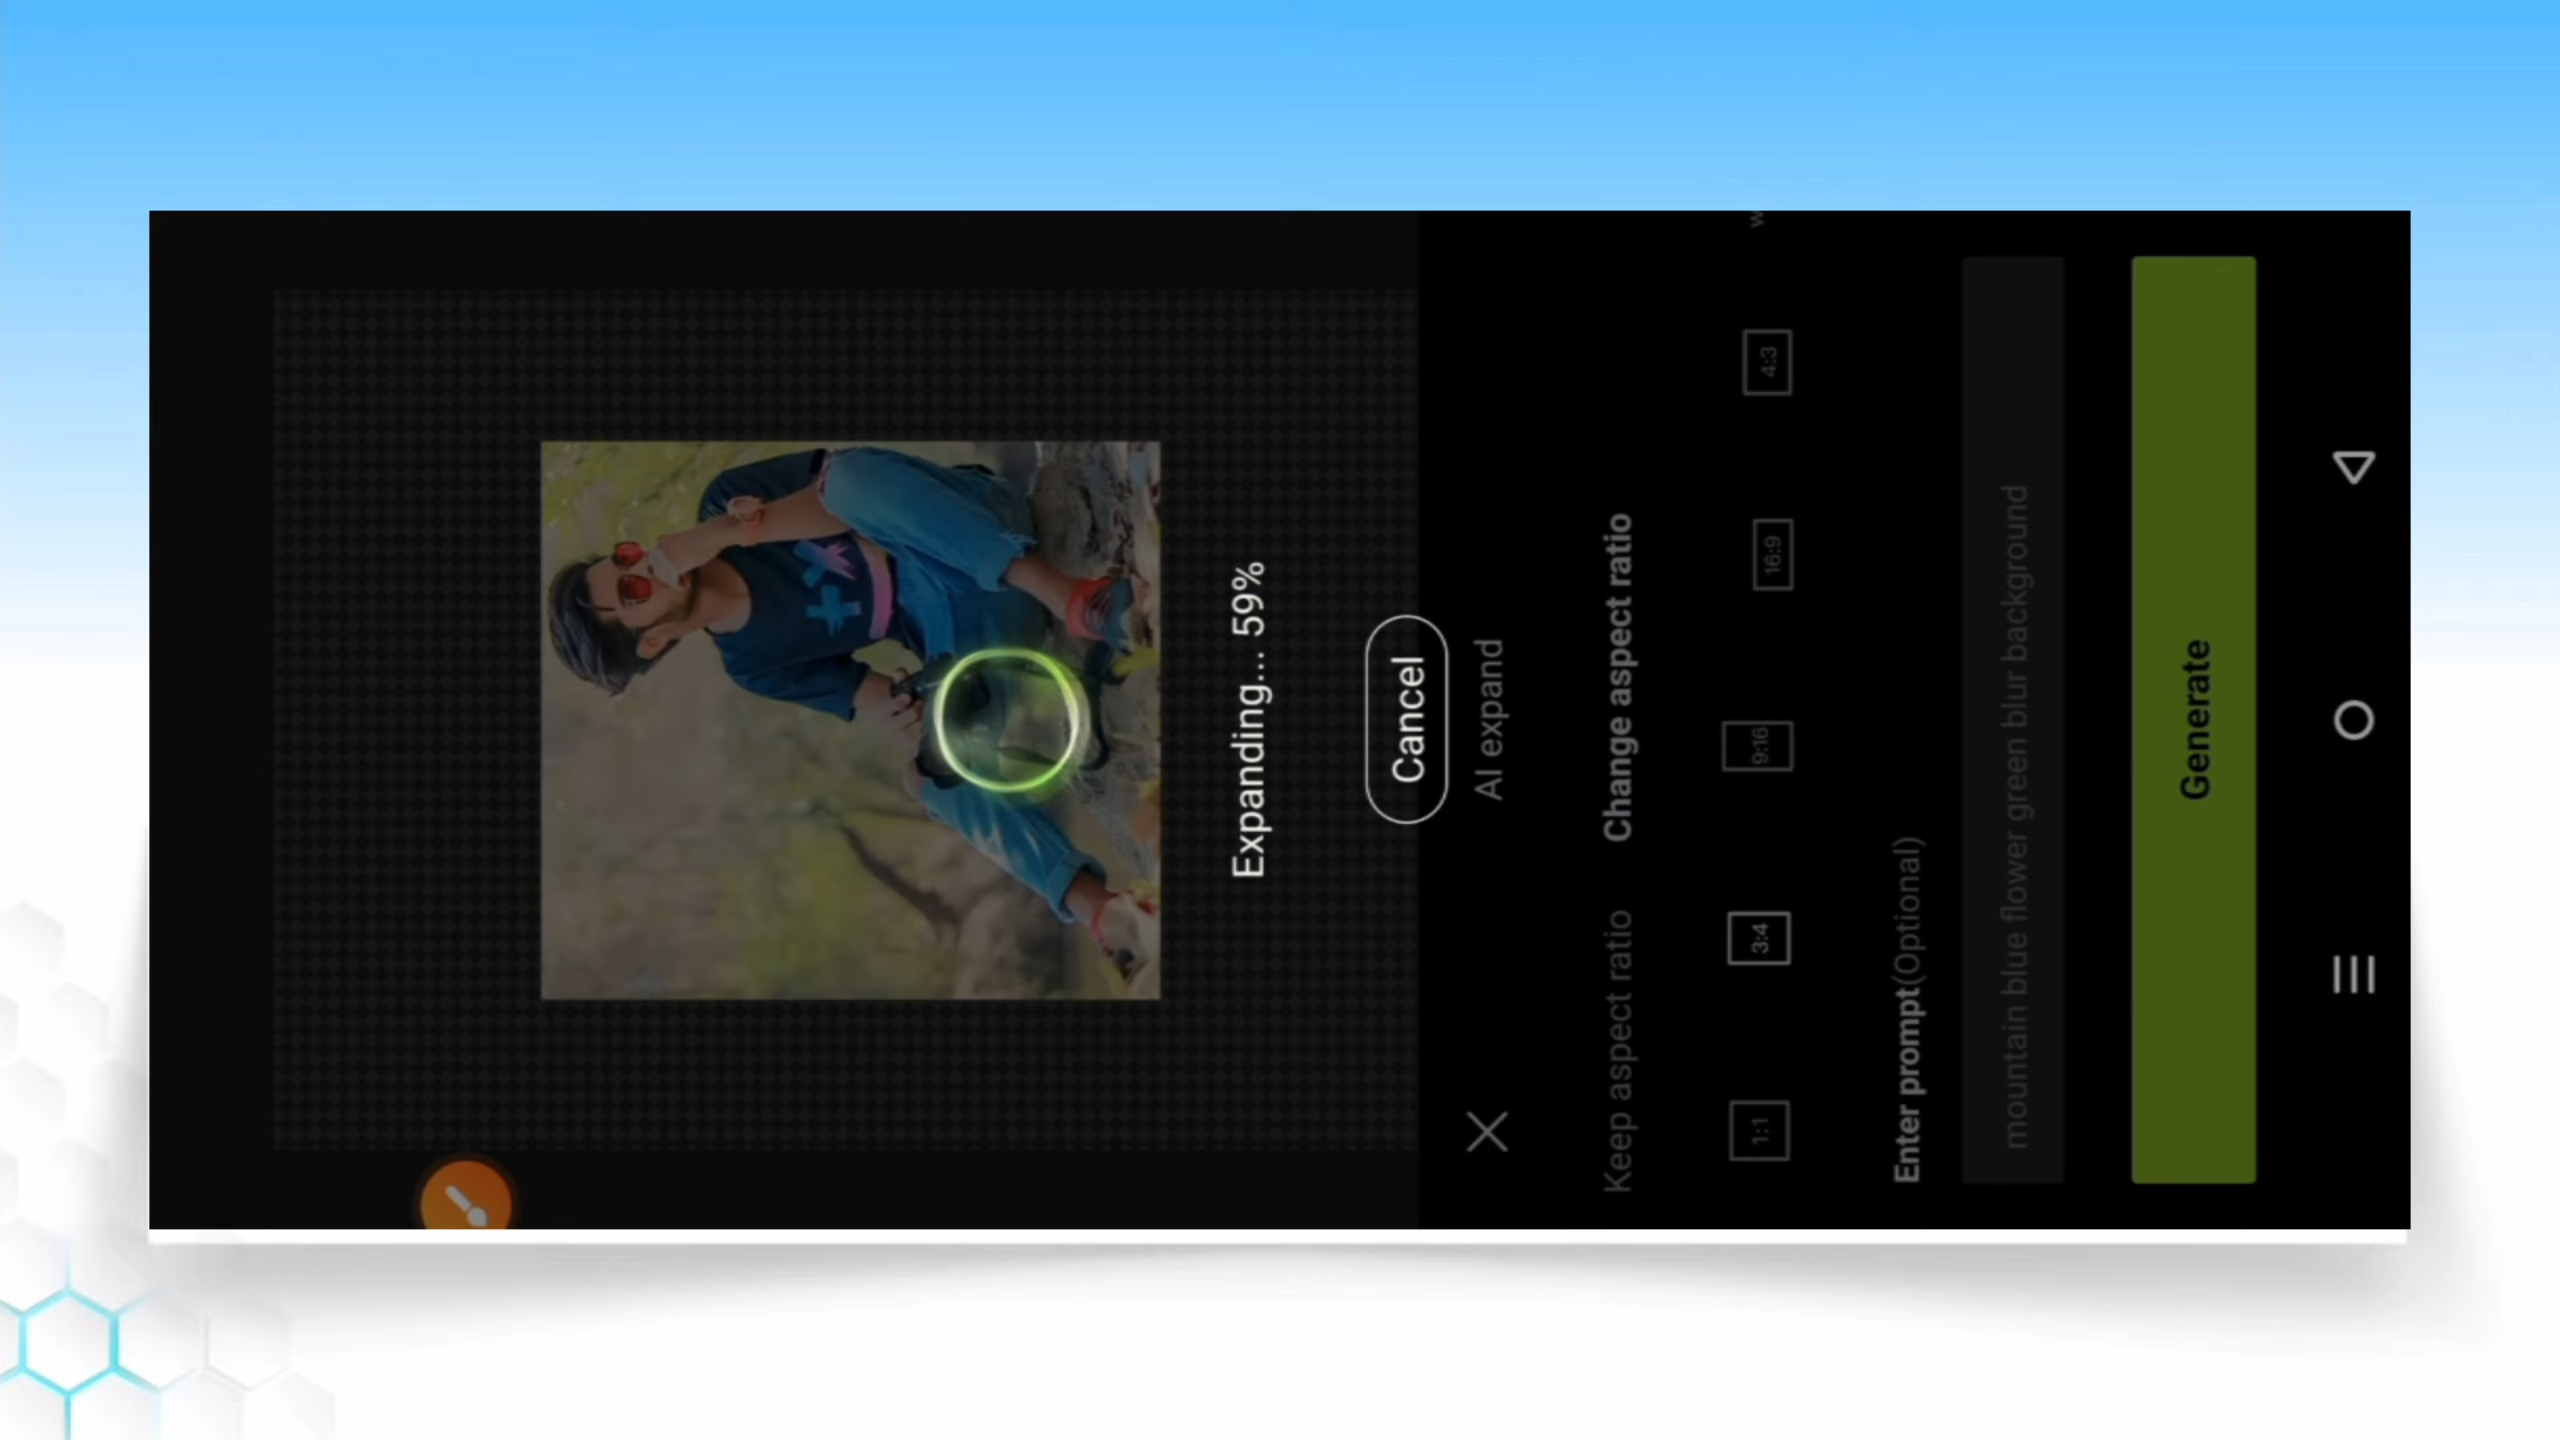 Expanding... 59%
Cancel
AI expand
Keep aspect ratio Change aspect ratio
1:1 3:4 9:16 16:9 4:3
Enter prompt(Optional)
mountain blue flower green blur background
Generate